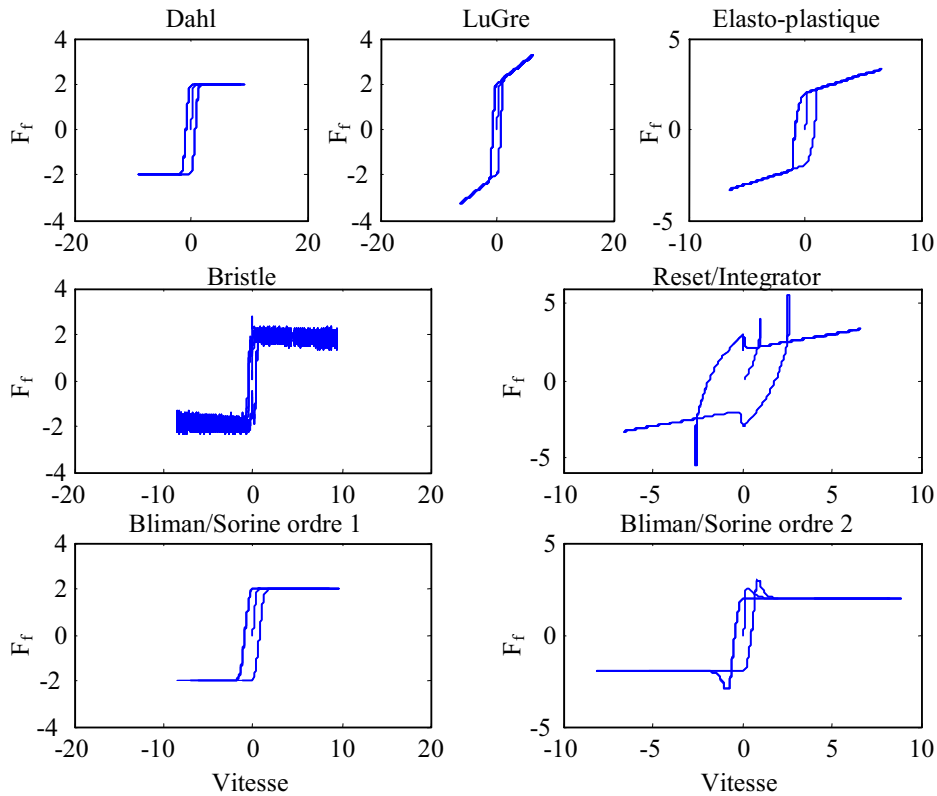 Dahl
4
2
0
-2
-4
F_f
-20 0 20
LuGre
4
2
0
-2
-4
F_f
-20 0 20
Elasto-plastique
5
0
-5
F_f
-10 0 10
Bristle
4
2
0
-2
-4
F_f
-20 -10 0 10 20
Reset/Integrator
5
0
-5
F_f
-10 -5 0 5 10
Bliman/Sorine ordre 1
4
2
0
-2
-4
F_f
-20 -10 0 10 20
Vitesse
Bliman/Sorine ordre 2
5
0
-5
F_f
-10 -5 0 5 10
Vitesse